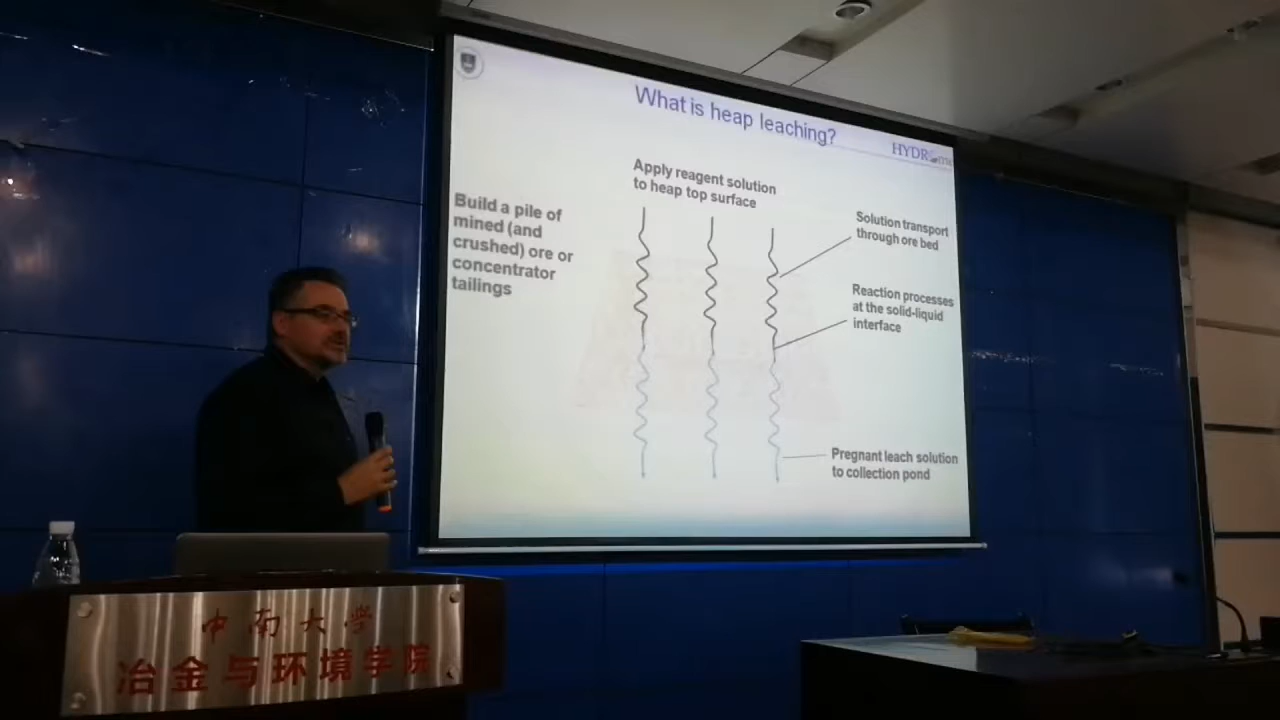 What is heap leaching?
Apply reagent solution
to heap top surface
Build a pile of
mined (and
crushed) ore or
concentrator
tailings
Solution transport
through ore bed
Reaction processes
at the solid-liquid
interface
Pregnant leach solution
to collection pond
中南大学
冶金与环境学院